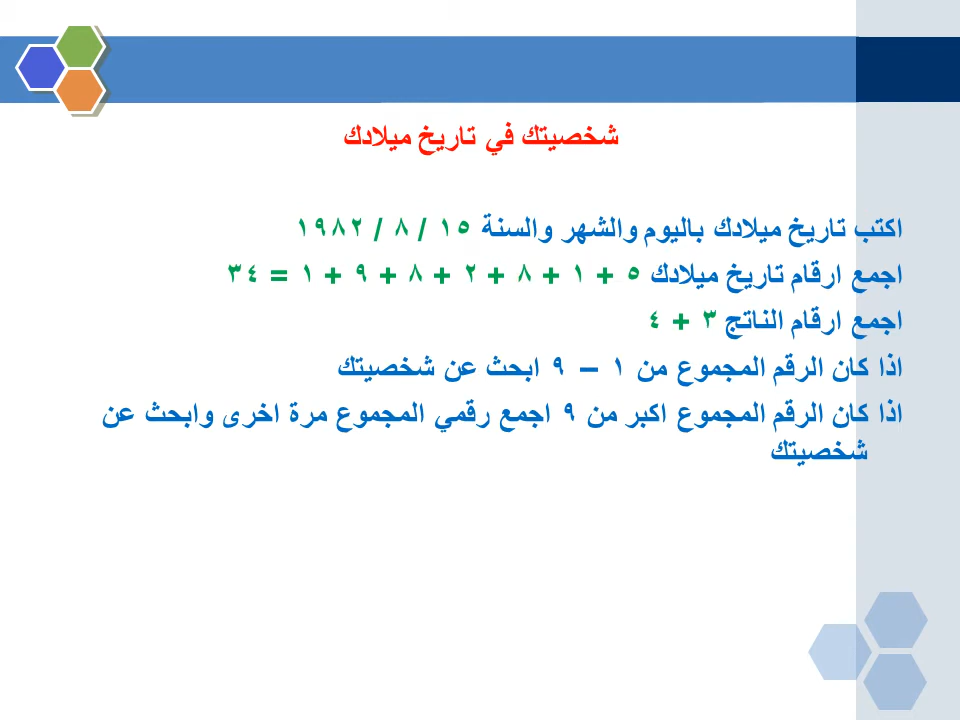 شخصيتك في تاريخ ميلادك
اكتب تاريخ ميلادك باليوم والشهر والسنة ١٥ / ٨ / ١٩٨٢
اجمع ارقام تاريخ ميلادك ٥ + ١ + ٨ + ٢ + ٨ + ٩ + ١ = ٣٤
اجمع ارقام الناتج ٣ + ٤
اذا كان الرقم المجموع من ١ – ٩ ابحث عن شخصيتك
اذا كان الرقم المجموع اكبر من ٩ اجمع رقمي المجموع مرة اخرى وابحث عن
شخصيتك